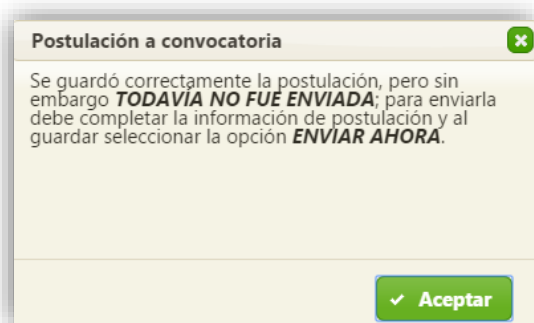 Postulación a convocatoria
Se guardó correctamente la postulación, pero sin
embargo TODAVÍA NO FUE ENVIADA; para enviarla
debe completar la información de postulación y al
guardar seleccionar la opción ENVIAR AHORA.
Aceptar